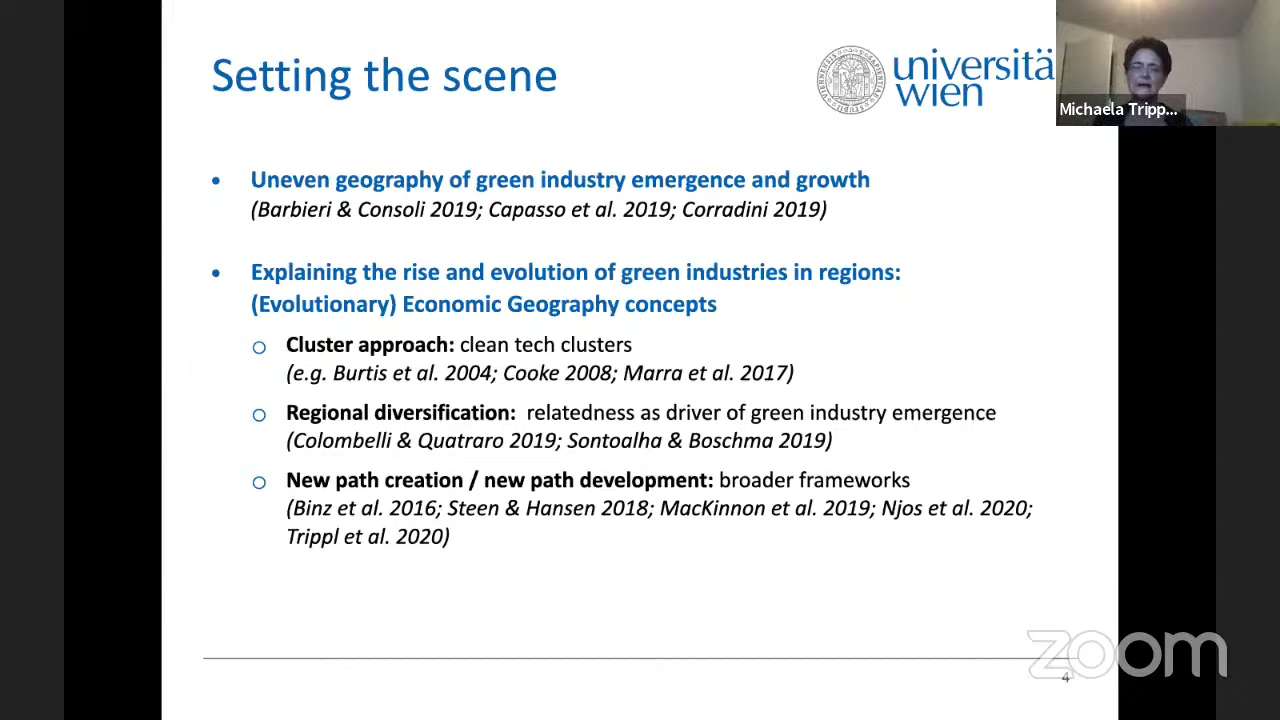 Setting the scene
universitä
wien
Michaela Tripp...
• Uneven geography of green industry emergence and growth
(Barbieri & Consoli 2019; Capasso et al. 2019; Corradini 2019)
• Explaining the rise and evolution of green industries in regions:
(Evolutionary) Economic Geography concepts
o Cluster approach: clean tech clusters
(e.g. Burtis et al. 2004; Cooke 2008; Marra et al. 2017)
o Regional diversification: relatedness as driver of green industry emergence
(Colombelli & Quatraro 2019; Sontoalha & Boschma 2019)
o New path creation / new path development: broader frameworks
(Binz et al. 2016; Steen & Hansen 2018; MacKinnon et al. 2019; Njos et al. 2020;
Trippl et al. 2020)
zoom
4